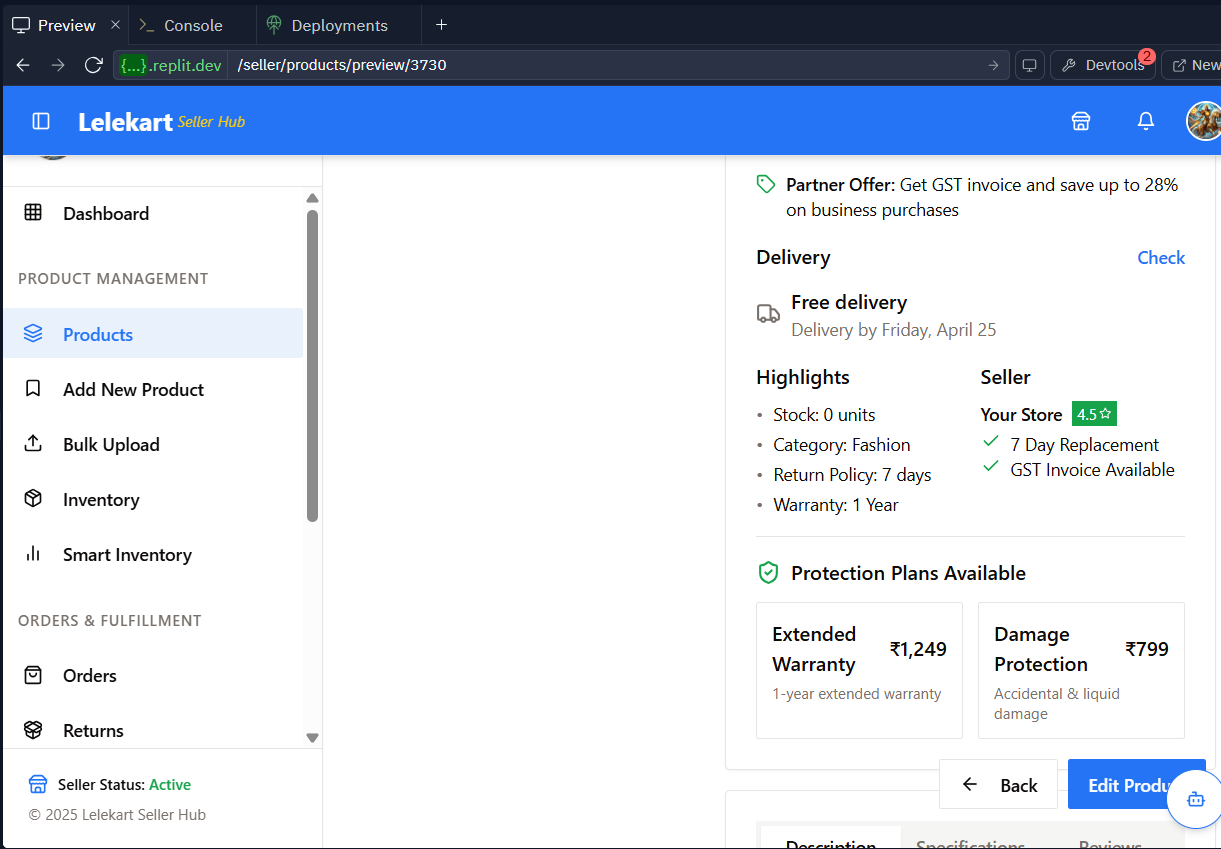 Preview
Console
Deployments
{...}.replit.dev
/seller/products/preview/3730
Devtools
2
New
Lelekart Seller Hub
Dashboard
PRODUCT MANAGEMENT
Products
Add New Product
Bulk Upload
Inventory
Smart Inventory
ORDERS & FULFILLMENT
Orders
Returns
Seller Status: Active
© 2025 Lelekart Seller Hub
Partner Offer: Get GST invoice and save up to 28%
on business purchases
Delivery
Check
Free delivery
Delivery by Friday, April 25
Highlights
• Stock: 0 units
• Category: Fashion
• Return Policy: 7 days
• Warranty: 1 Year
Seller
Your Store 4.5
7 Day Replacement
GST Invoice Available
Protection Plans Available
Extended
Warranty
₹1,249
1-year extended warranty
Damage
Protection
₹799
Accidental & liquid
damage
Back
Edit Produ
Description
Specifications
Reviews